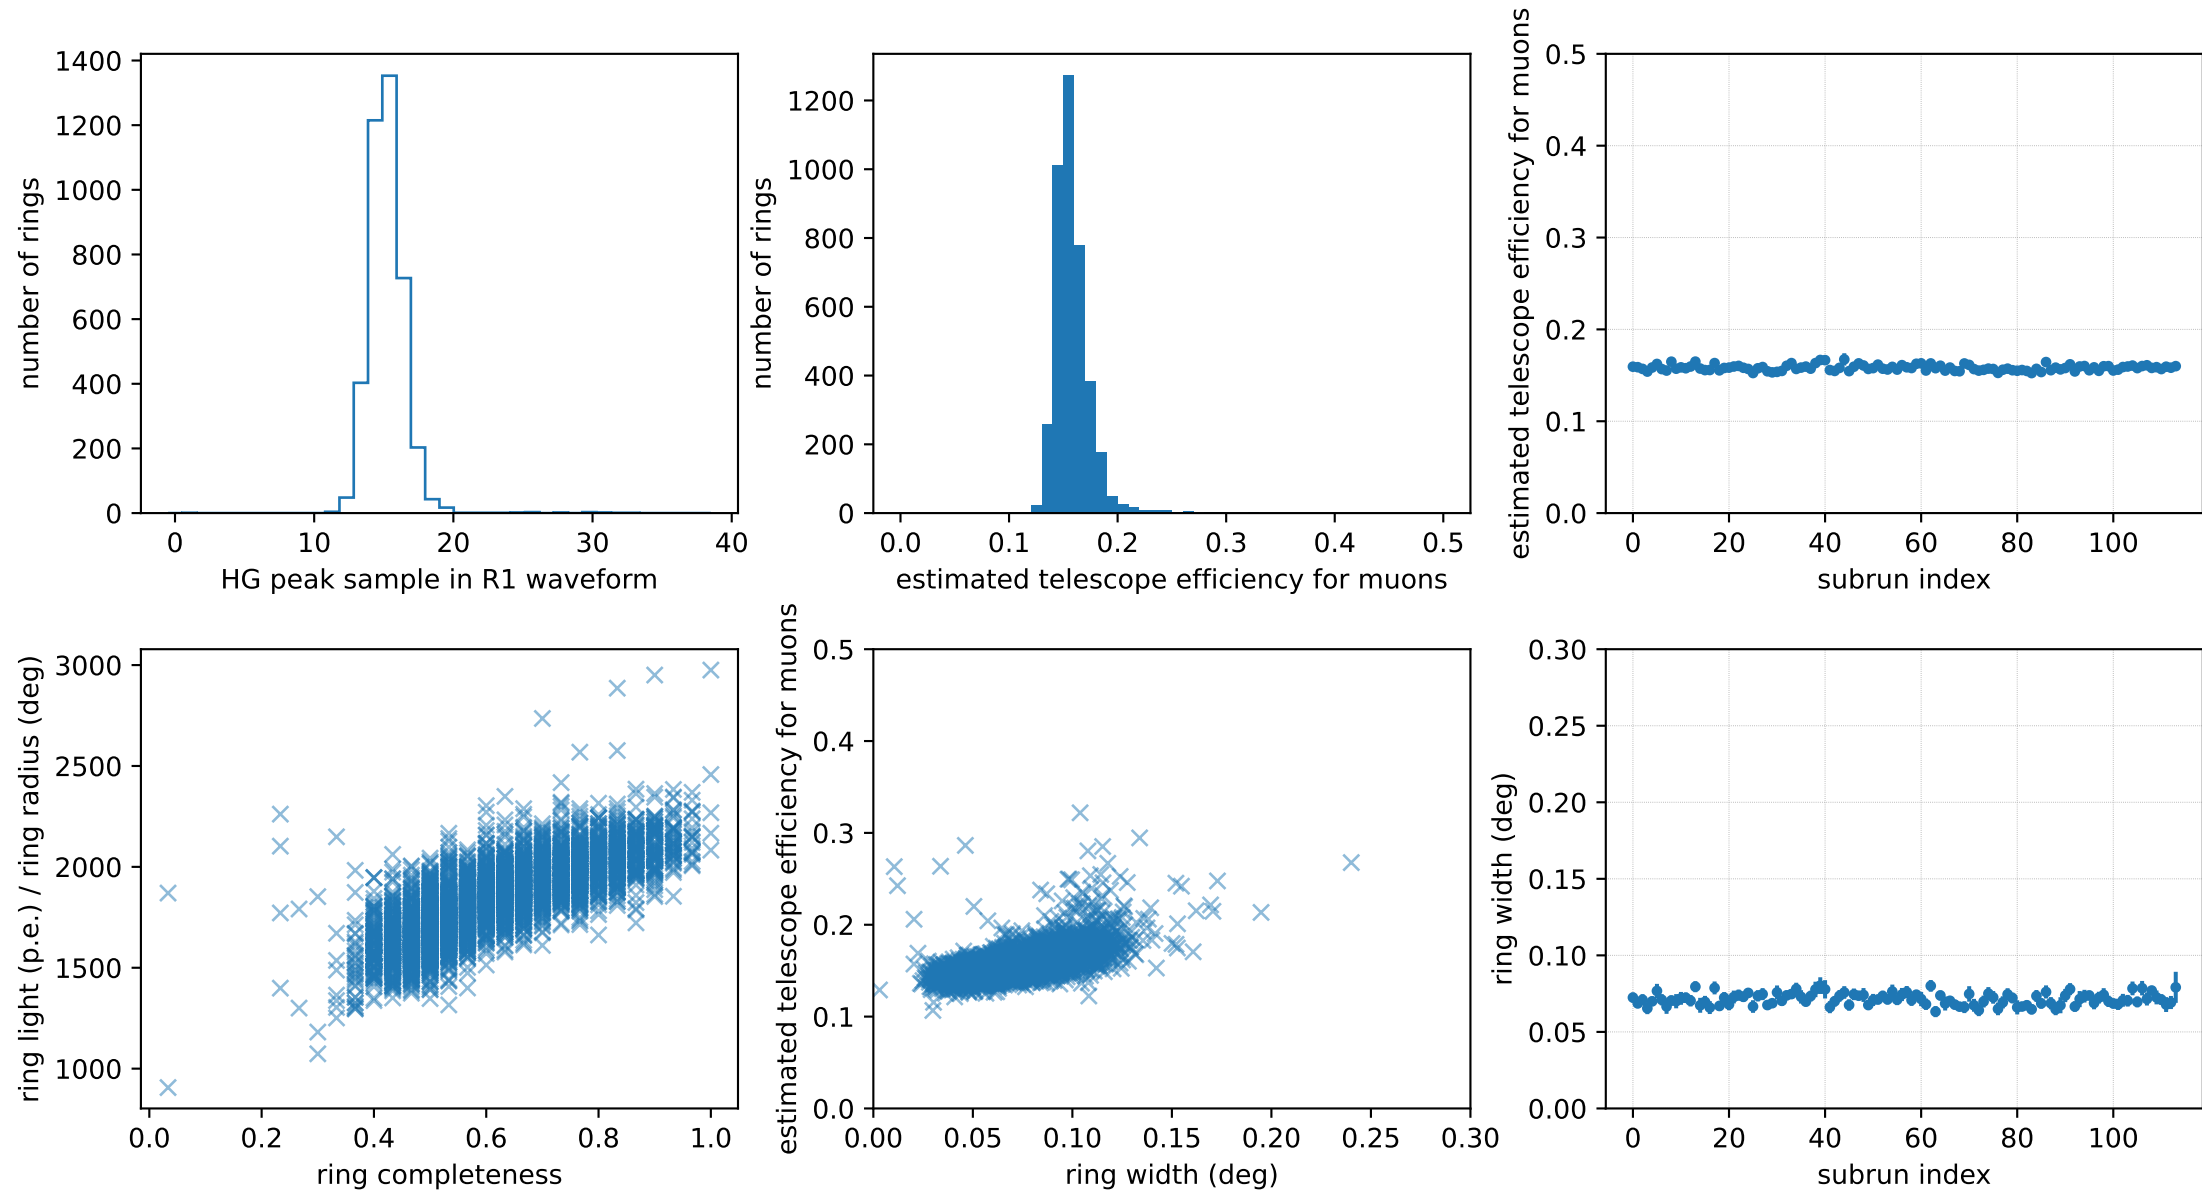 number of rings
1400
1200
1000
800
600
400
200
0
0 10 20 30 40
HG peak sample in R1 waveform
number of rings
1200
1000
800
600
400
200
0
0.0 0.1 0.2 0.3 0.4 0.5
estimated telescope efficiency for muons
estimated telescope efficiency for muons
0.5
0.4
0.3
0.2
0.1
0.0
0 20 40 60 80 100
subrun index
ring light (p.e.) / ring radius (deg)
3000
2500
2000
1500
1000
0.0 0.2 0.4 0.6 0.8 1.0
ring completeness
estimated telescope efficiency for muons
0.5
0.4
0.3
0.2
0.1
0.0
0.00 0.05 0.10 0.15 0.20 0.25 0.30
ring width (deg)
ring width (deg)
0.30
0.25
0.20
0.15
0.10
0.05
0.00
0 20 40 60 80 100
subrun index